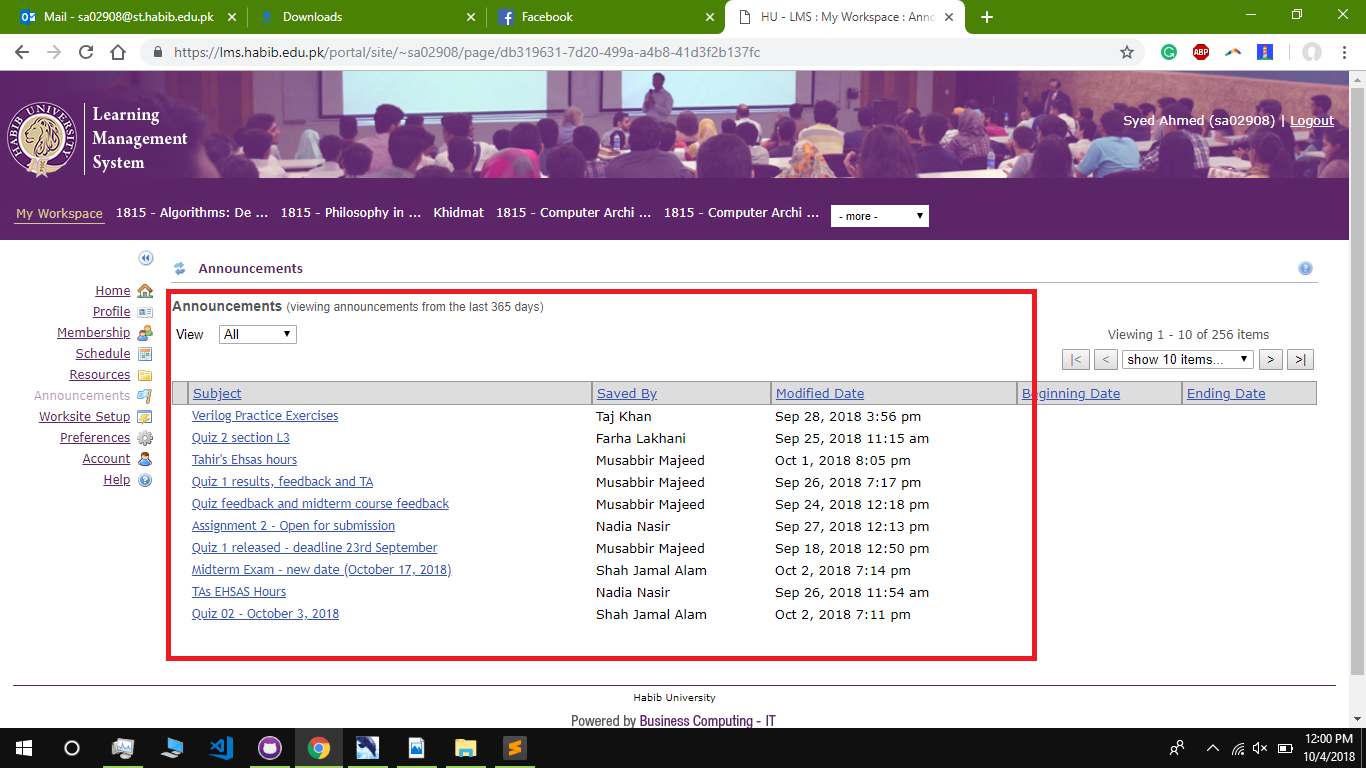 Mail - sa02908@st.habib.edu.pk
Downloads
Facebook
HU - LMS : My Workspace : Anno
https://lms.habib.edu.pk/portal/site/~sa02908/page/db319631-7d20-499a-a4b8-41d3f2b137fc
ABP
HABIB UNIVERSITY
Learning
Management
System
Syed Ahmed (sa02908) | Logout
My Workspace 1815 - Algorithms: De ... 1815 - Philosophy in ... Khidmat 1815 - Computer Archi ... 1815 - Computer Archi ... - more -
Announcements
Home
Profile
Membership
Schedule
Resources
Announcements
Worksite Setup
Preferences
Account
Help
Announcements (viewing announcements from the last 365 days)
View All
Viewing 1 - 10 of 256 items
|< < show 10 items... > >|
Subject Saved By Modified Date Beginning Date Ending Date
Verilog Practice Exercises Taj Khan Sep 28, 2018 3:56 pm
Quiz 2 section L3 Farha Lakhani Sep 25, 2018 11:15 am
Tahir's Ehsas hours Musabbir Majeed Oct 1, 2018 8:05 pm
Quiz 1 results, feedback and TA Musabbir Majeed Sep 26, 2018 7:17 pm
Quiz feedback and midterm course feedback Musabbir Majeed Sep 24, 2018 12:18 pm
Assignment 2 - Open for submission Nadia Nasir Sep 27, 2018 12:13 pm
Quiz 1 released - deadline 23rd September Musabbir Majeed Sep 18, 2018 12:50 pm
Midterm Exam - new date (October 17, 2018) Shah Jamal Alam Oct 2, 2018 7:14 pm
TAs EHSAS Hours Nadia Nasir Sep 26, 2018 11:54 am
Quiz 02 - October 3, 2018 Shah Jamal Alam Oct 2, 2018 7:11 pm
Habib University
Powered by Business Computing - IT
12:00 PM
10/4/2018